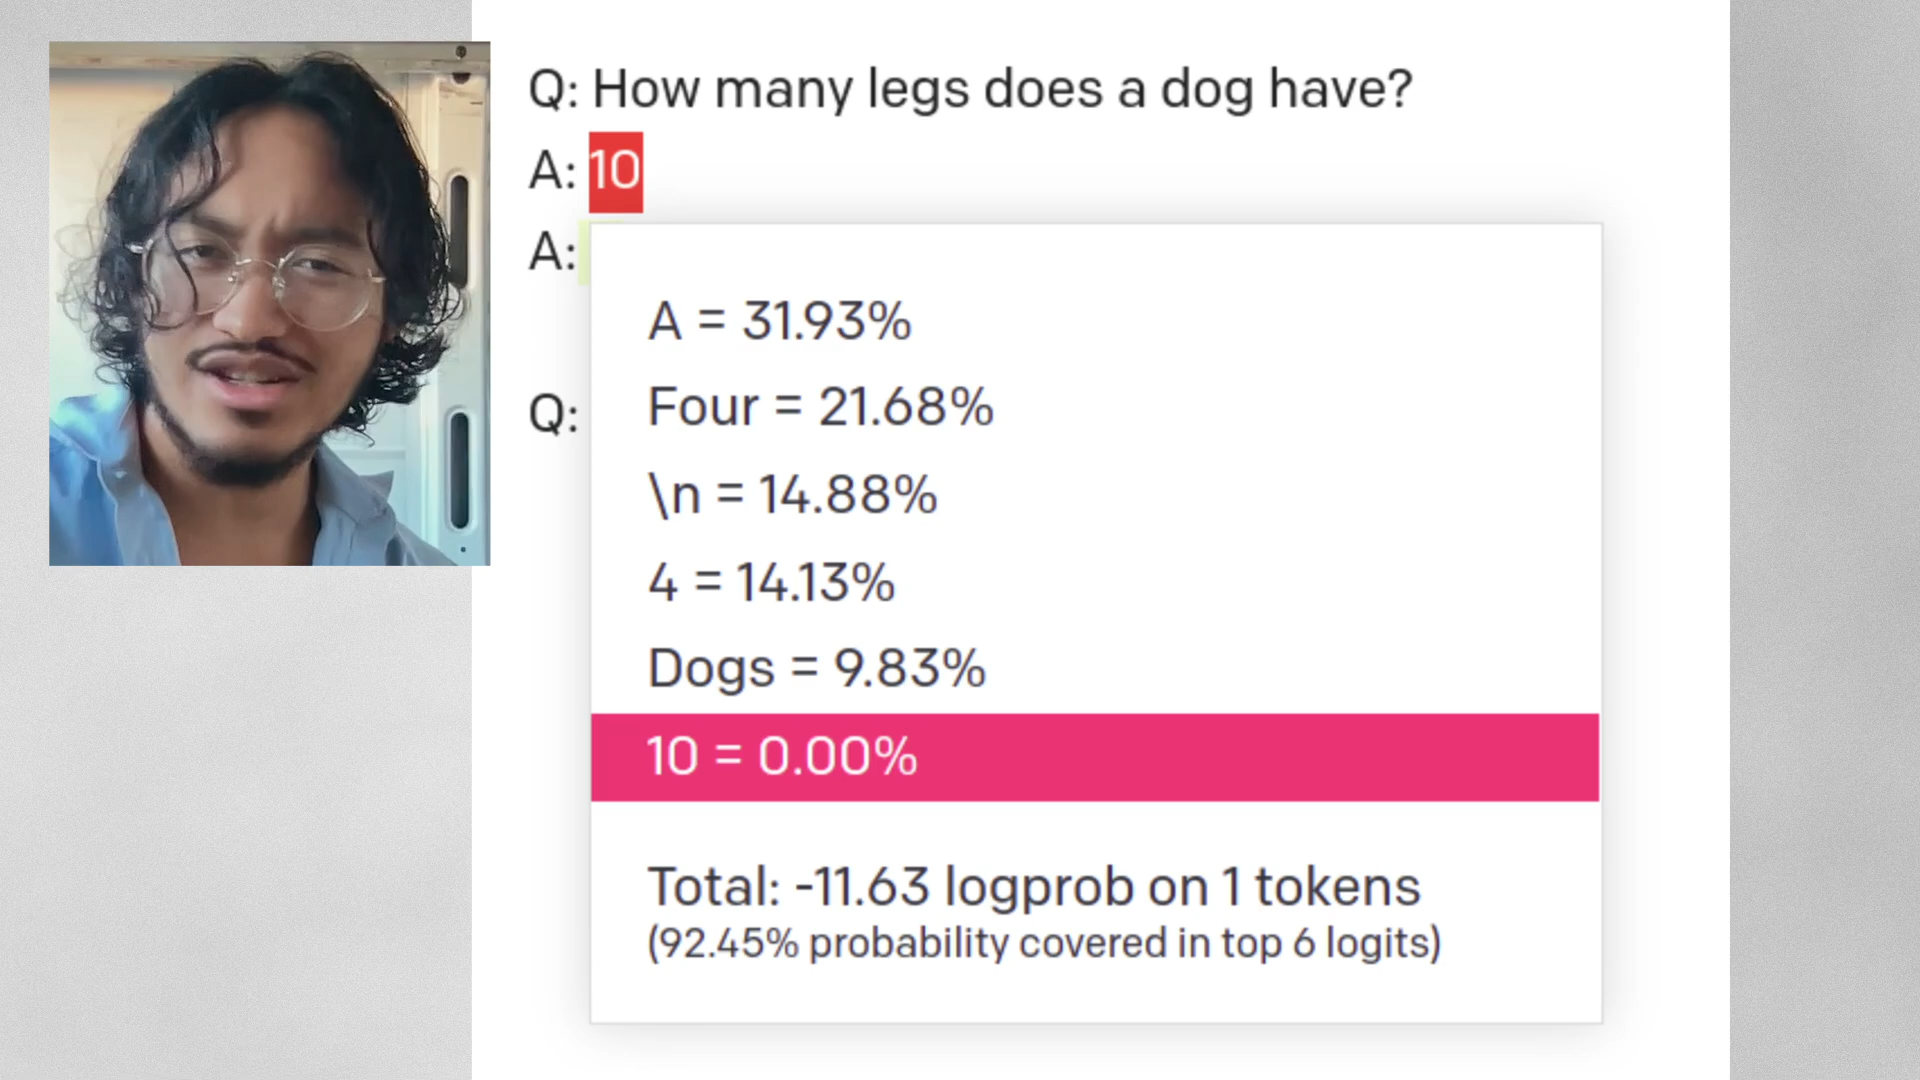 Q: How many legs does a dog have?
A: 10
A:
A = 31.93%
Four = 21.68%
Q:
\n = 14.88%
4 = 14.13%
Dogs = 9.83%
10 = 0.00%
Total: -11.63 logprob on 1 tokens
(92.45% probability covered in top 6 logits)